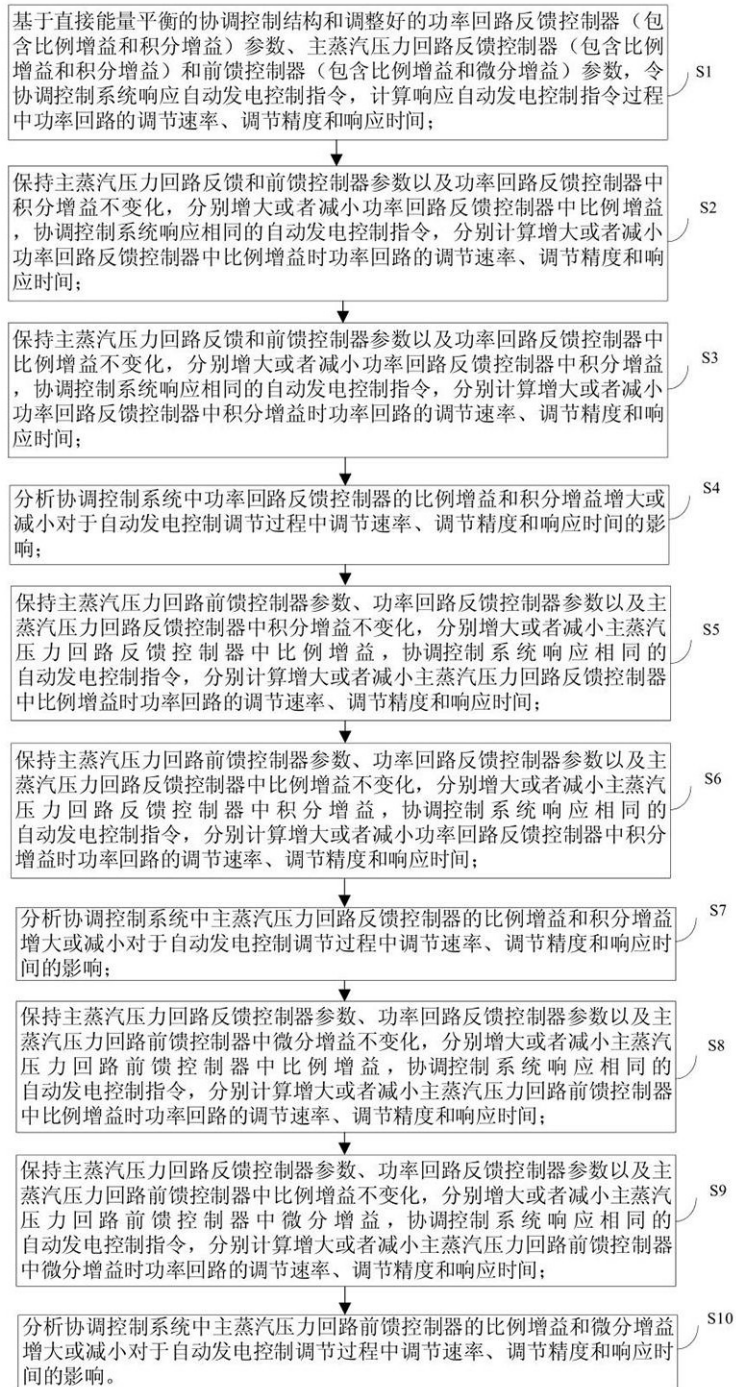 基于直接能量平衡的协调控制结构和调整好的功率回路反馈控制器（包
含比例增益和积分增益）参数、主蒸汽压力回路反馈控制器（包含比例
增益和积分增益）和前馈控制器（包含比例增益和微分增益）参数，令
协调控制系统响应自动发电控制指令，计算响应自动发电控制指令过程
中功率回路的调节速率、调节精度和响应时间；
S1
保持主蒸汽压力回路反馈和前馈控制器参数以及功率回路反馈控制器中
积分增益不变化，分别增大或者减小功率回路反馈控制器中比例增益
，协调控制系统响应相同的自动发电控制指令，分别计算增大或者减小
功率回路反馈控制器中比例增益时功率回路的调节速率、调节精度和响
应时间；
S2
保持主蒸汽压力回路反馈和前馈控制器参数以及功率回路反馈控制器中
比例增益不变化，分别增大或者减小功率回路反馈控制器中积分增益
，协调控制系统响应相同的自动发电控制指令，分别计算增大或者减小
功率回路反馈控制器中积分增益时功率回路的调节速率、调节精度和响
应时间；
S3
分析协调控制系统中功率回路反馈控制器的比例增益和积分增益增大或
减小对于自动发电控制调节过程中调节速率、调节精度和响应时间的影
响；
S4
保持主蒸汽压力回路前馈控制器参数、功率回路反馈控制器参数以及主
蒸汽压力回路反馈控制器中积分增益不变化，分别增大或者减小主蒸汽
压力回路反馈控制器中比例增益，协调控制系统响应相同的
自动发电控制指令，分别计算增大或者减小主蒸汽压力回路反馈控制器
中比例增益时功率回路的调节速率、调节精度和响应时间；
S5
保持主蒸汽压力回路前馈控制器参数、功率回路反馈控制器参数以及主
蒸汽压力回路反馈控制器中比例增益不变化，分别增大或者减小主蒸汽
压力回路反馈控制器中积分增益，协调控制系统响应相同的
自动发电控制指令，分别计算增大或者减小功率回路反馈控制器中积分
增益时功率回路的调节速率、调节精度和响应时间；
S6
分析协调控制系统中主蒸汽压力回路反馈控制器的比例增益和积分增益
增大或减小对于自动发电控制调节过程中调节速率、调节精度和响应时
间的影响；
S7
保持主蒸汽压力回路反馈控制器参数、功率回路反馈控制器参数以及主
蒸汽压力回路前馈控制器中微分增益不变化，分别增大或者减小主蒸汽
压力回路前馈控制器中比例增益，协调控制系统响应相同的
自动发电控制指令，分别计算增大或者减小主蒸汽压力回路前馈控制器
中比例增益时功率回路的调节速率、调节精度和响应时间；
S8
保持主蒸汽压力回路反馈控制器参数、功率回路反馈控制器参数以及主
蒸汽压力回路前馈控制器中比例增益不变化，分别增大或者减小主蒸汽
压力回路前馈控制器中微分增益，协调控制系统响应相同的
自动发电控制指令，分别计算增大或者减小主蒸汽压力回路前馈控制器
中微分增益时功率回路的调节速率、调节精度和响应时间；
S9
分析协调控制系统中主蒸汽压力回路前馈控制器的比例增益和微分增益
增大或减小对于自动发电控制调节过程中调节速率、调节精度和响应时
间的影响。
S10